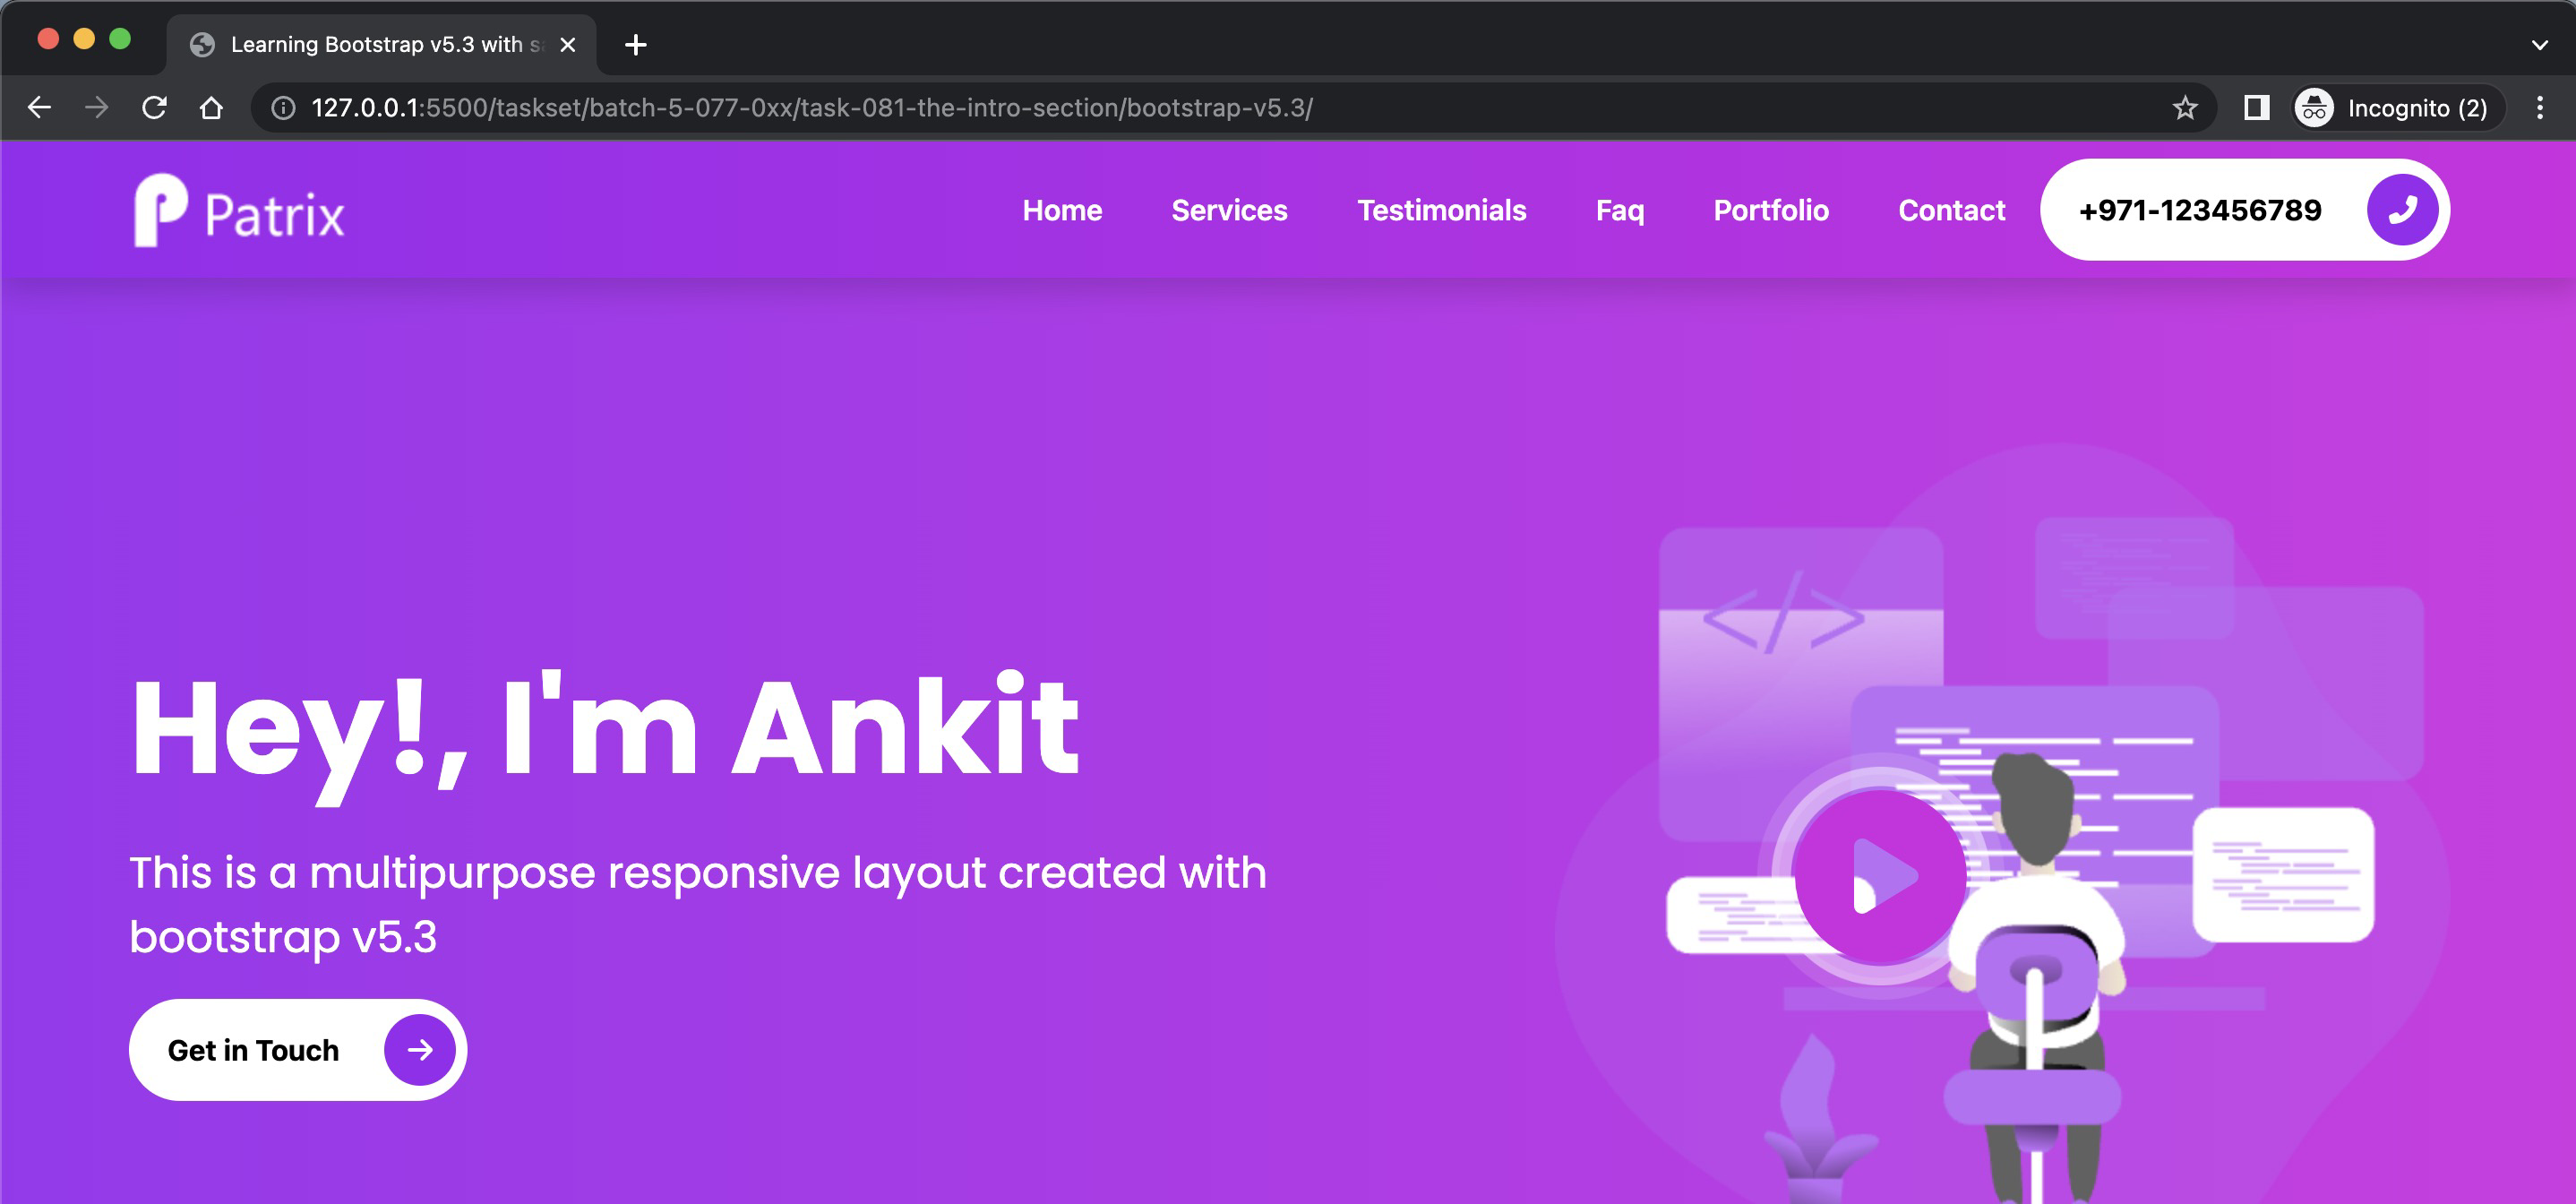 Learning Bootstrap v5.3 with
127.0.0.1:5500/taskset/batch-5-077-0xx/task-081-the-intro-section/bootstrap-v5.3/
Incognito (2)
Patrix
Home Services Testimonials Faq Portfolio Contact +971-123456789
</>
Hey!, I'm Ankit
This is a multipurpose responsive layout created with
bootstrap v5.3
Get in Touch